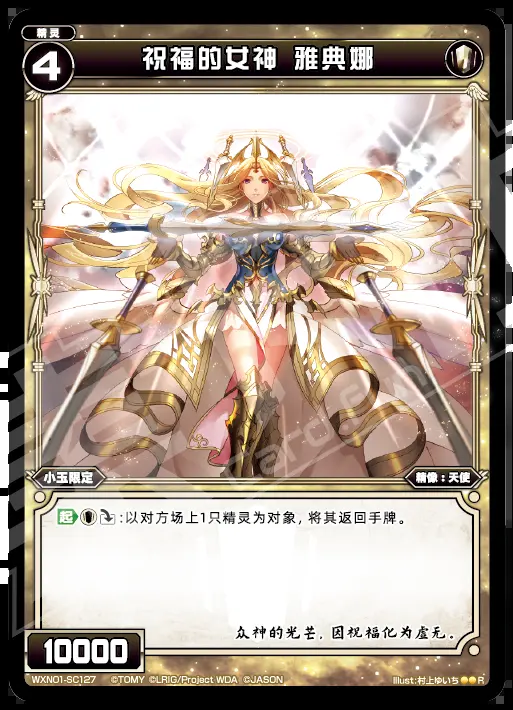 精灵
4
祝福的女神 雅典娜
小玉限定
精像:天使
起 :以对方场上1只精灵为对象,将其返回手牌。
众神的光芒,因祝福化为虚无。
10000
WXN01-SC127 ©TOMY ©LRIG/Project WDA ©JASON
Illust:村上ゆいち R